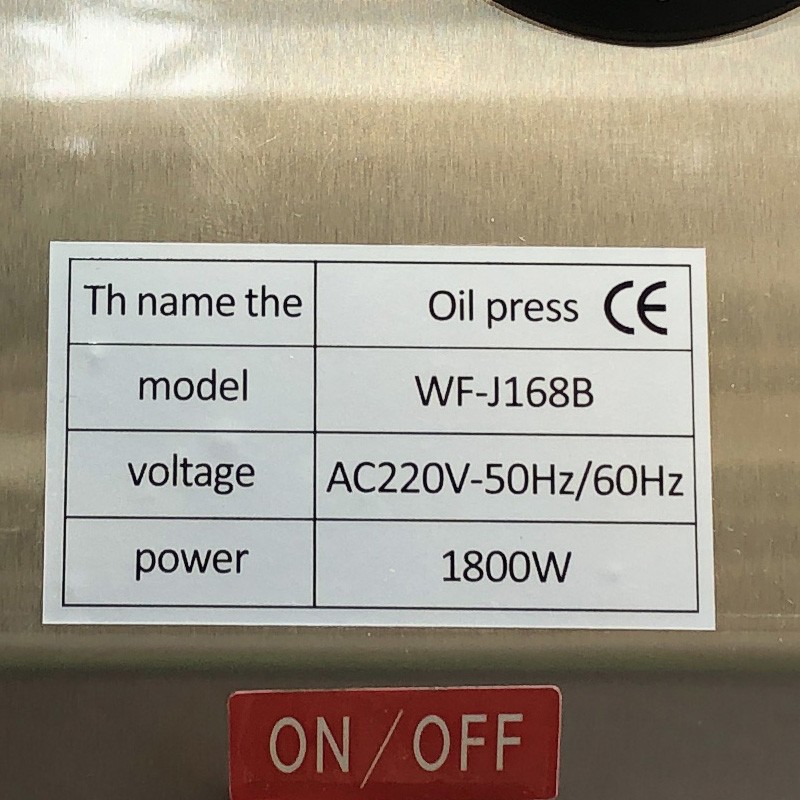 Th name the Oil press CE
model WF-J168B
voltage AC220V-50Hz/60Hz
power 1800W
ON/OFF